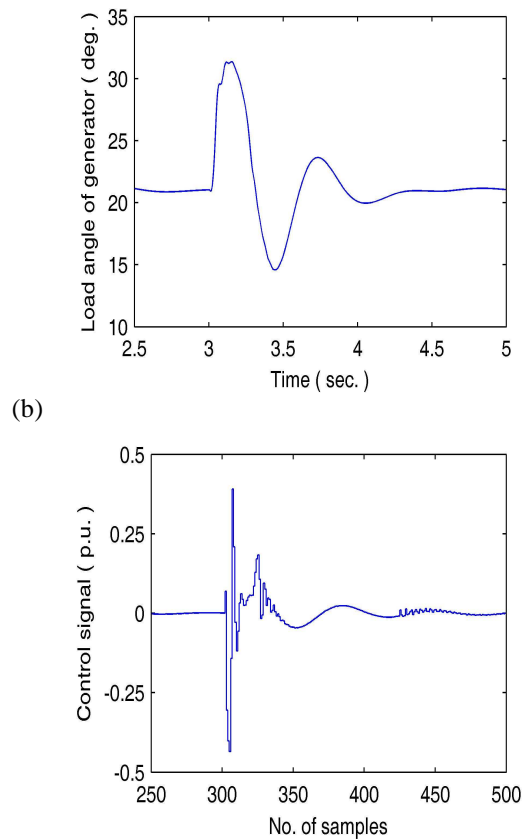 35
30
25
20
15
10
Load angle of generator ( deg. )
2.5 3 3.5 4 4.5 5
Time ( sec. )
(b)
0.5
0.25
0
-0.25
-0.5
Control signal ( p.u. )
250 300 350 400 450 500
No. of samples